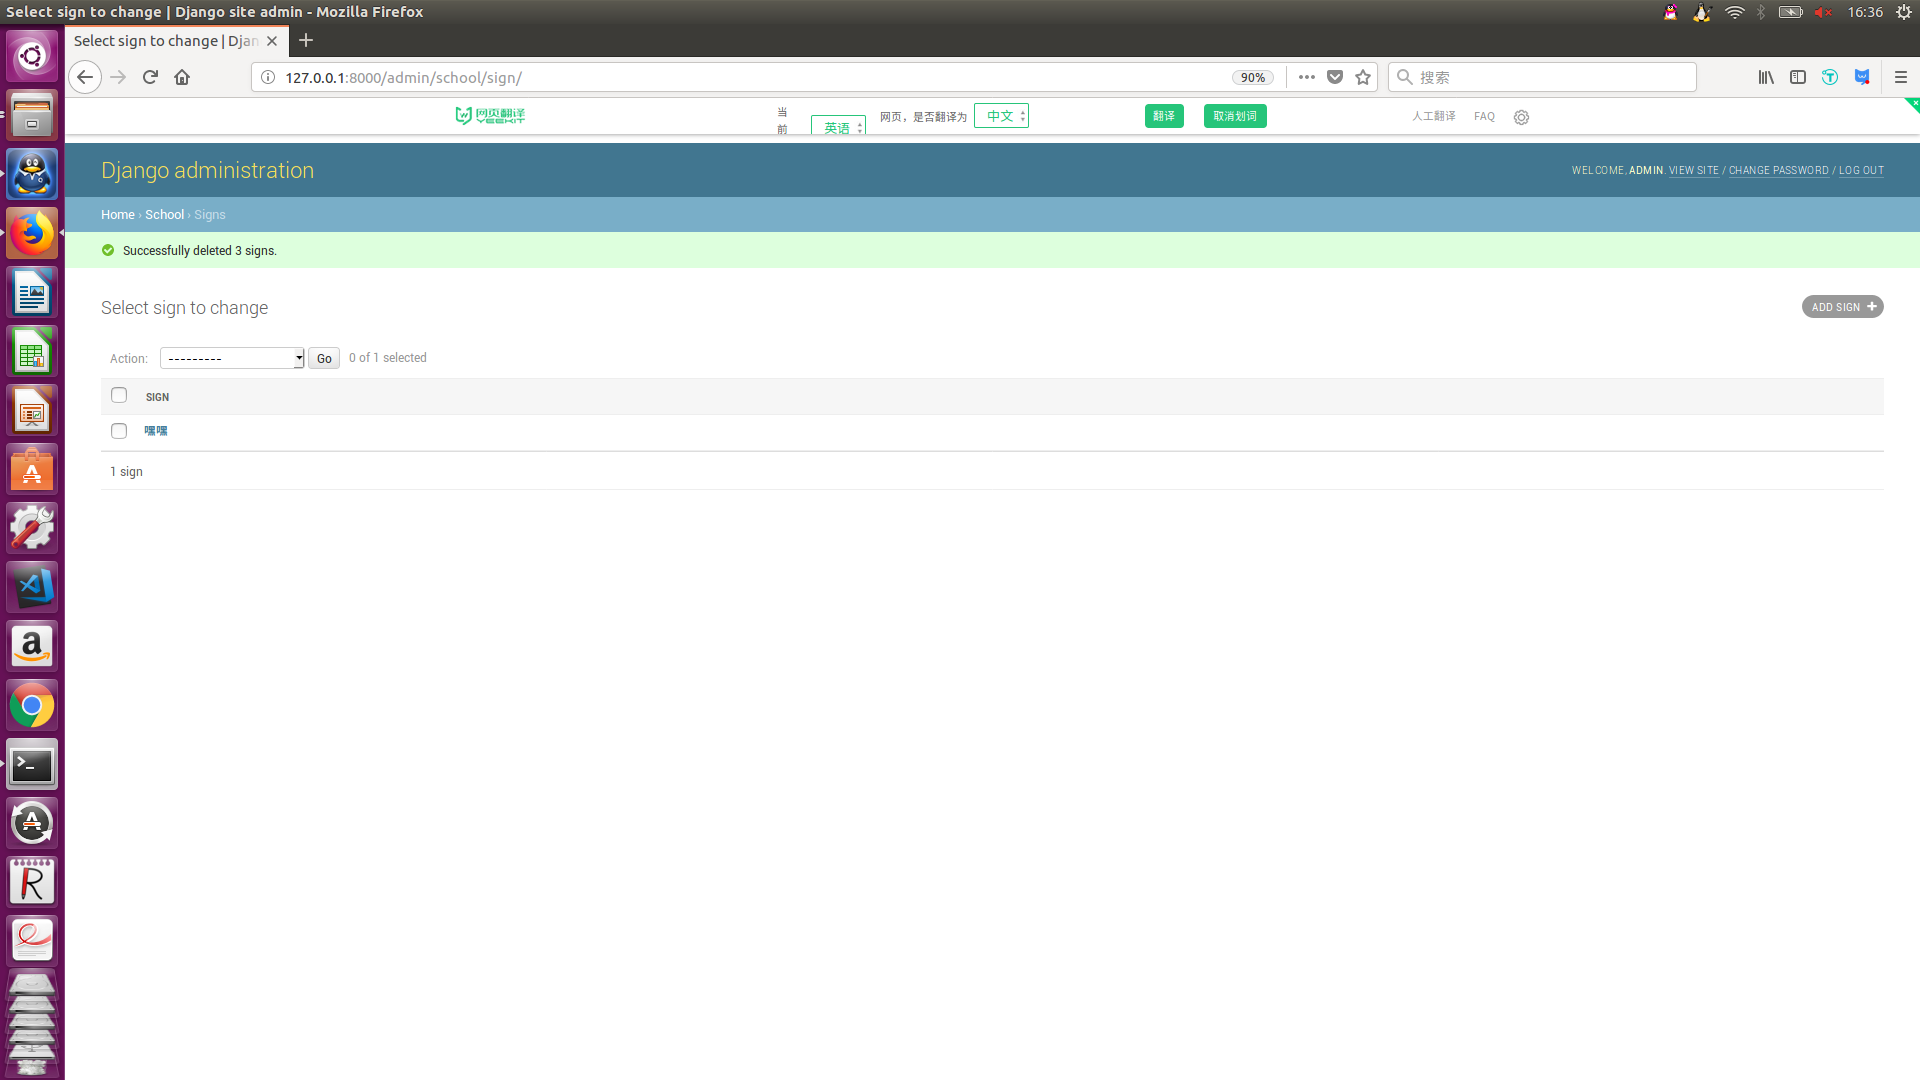 Select sign to change | Django site admin - Mozilla Firefox
16:36
Select sign to change | Djan
127.0.0.1:8000/admin/school/sign/
90%
搜索
网页翻译
当前
英语
网页，是否翻译为
中文
翻译
取消划词
人工翻译
FAQ
Django administration
WELCOME, ADMIN. VIEW SITE / CHANGE PASSWORD / LOG OUT
Home › School › Signs
Successfully deleted 3 signs.
Select sign to change
ADD SIGN
Action:
---------
Go
0 of 1 selected
SIGN
嘿嘿
1 sign